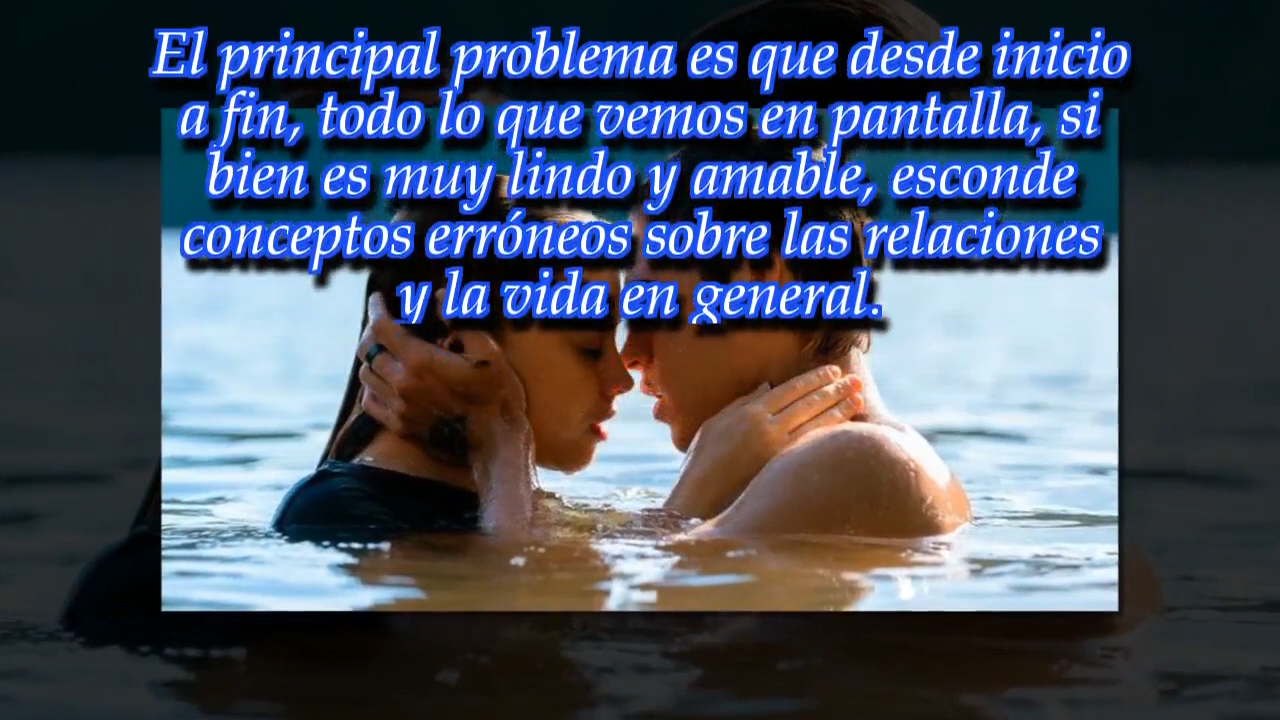 El principal problema es que desde inicio
a fin, todo lo que vemos en pantalla, si
bien es muy lindo y amable, esconde
conceptos erróneos sobre las relaciones
y la vida en general.